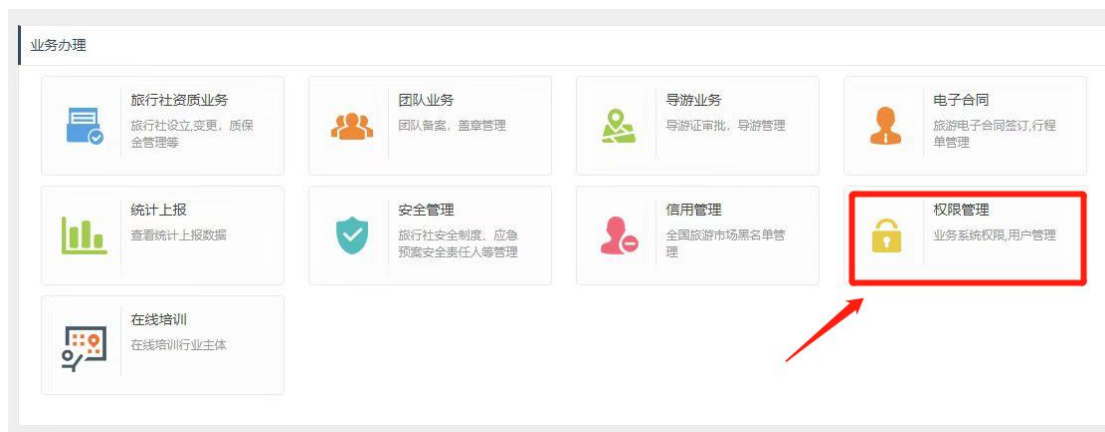 业务办理
旅行社资质业务
旅行社设立,变更，质保
金管理等
团队业务
团队备案，盖章管理
导游业务
导游证审批，导游管理
电子合同
旅游电子合同签订,行程
单管理
统计上报
查看统计上报数据
安全管理
旅行社安全制度、应急
预案安全责任人等管理
信用管理
全国旅游市场黑名单管
理
权限管理
业务系统权限,用户管理
在线培训
在线培训行业主体